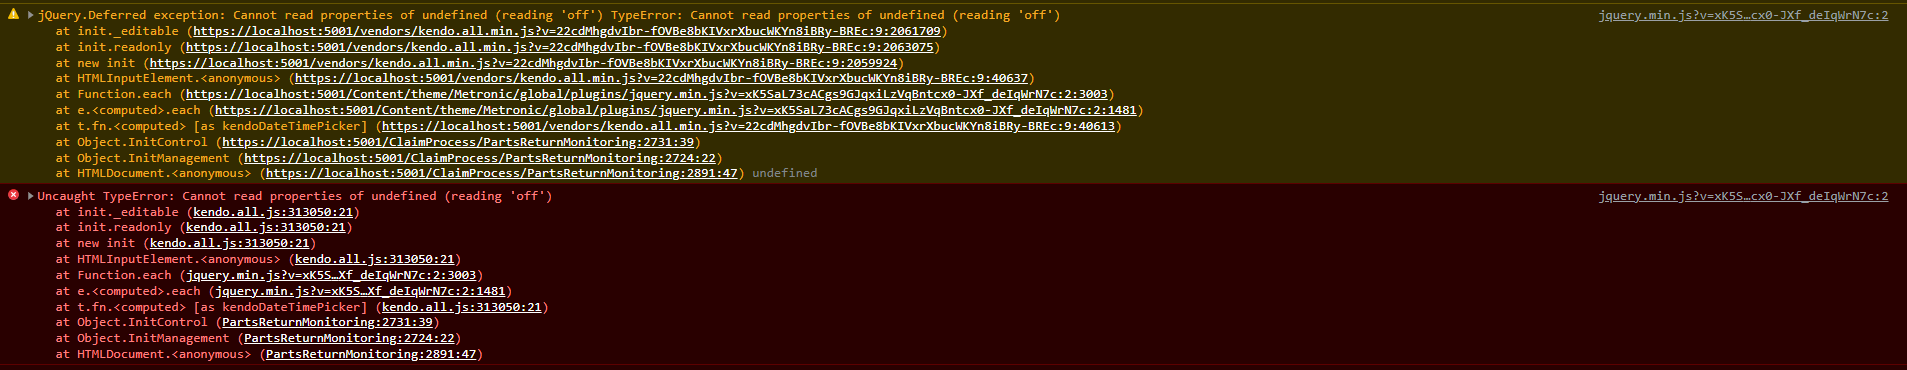 jQuery.Deferred exception: Cannot read properties of undefined (reading 'off') TypeError: Cannot read properties of undefined (reading 'off') jquery.min.js?v=xK5S…cx0-JXf_deIqWrN7c:2
at init._editable (https://localhost:5001/vendors/kendo.all.min.js?v=22cdMhgdvIbr-fOVBe8bKIVxrXbucWKYn8iBRy-BREc:9:2061709)
at init.readonly (https://localhost:5001/vendors/kendo.all.min.js?v=22cdMhgdvIbr-fOVBe8bKIVxrXbucWKYn8iBRy-BREc:9:2063075)
at new init (https://localhost:5001/vendors/kendo.all.min.js?v=22cdMhgdvIbr-fOVBe8bKIVxrXbucWKYn8iBRy-BREc:9:2059924)
at HTMLInputElement.<anonymous> (https://localhost:5001/vendors/kendo.all.min.js?v=22cdMhgdvIbr-fOVBe8bKIVxrXbucWKYn8iBRy-BREc:9:40637)
at Function.each (https://localhost:5001/Content/theme/Metronic/global/plugins/jquery.min.js?v=xK5SaL73cACgs9GJqxiLzVqBntcx0-JXf_deIqWrN7c:2:3003)
at e.<computed>.each (https://localhost:5001/Content/theme/Metronic/global/plugins/jquery.min.js?v=xK5SaL73cACgs9GJqxiLzVqBntcx0-JXf_deIqWrN7c:2:1481)
at t.fn.<computed> [as kendoDateTimePicker] (https://localhost:5001/vendors/kendo.all.min.js?v=22cdMhgdvIbr-fOVBe8bKIVxrXbucWKYn8iBRy-BREc:9:40613)
at Object.InitControl (https://localhost:5001/ClaimProcess/PartsReturnMonitoring:2731:39)
at Object.InitManagement (https://localhost:5001/ClaimProcess/PartsReturnMonitoring:2724:22)
at HTMLDocument.<anonymous> (https://localhost:5001/ClaimProcess/PartsReturnMonitoring:2891:47) undefined
Uncaught TypeError: Cannot read properties of undefined (reading 'off') jquery.min.js?v=xK5S…cx0-JXf_deIqWrN7c:2
at init._editable (kendo.all.js:313050:21)
at init.readonly (kendo.all.js:313050:21)
at new init (kendo.all.js:313050:21)
at HTMLInputElement.<anonymous> (kendo.all.js:313050:21)
at Function.each (jquery.min.js?v=xK5S…Xf_deIqWrN7c:2:3003)
at e.<computed>.each (jquery.min.js?v=xK5S…Xf_deIqWrN7c:2:1481)
at t.fn.<computed> [as kendoDateTimePicker] (kendo.all.js:313050:21)
at Object.InitControl (PartsReturnMonitoring:2731:39)
at Object.InitManagement (PartsReturnMonitoring:2724:22)
at HTMLDocument.<anonymous> (PartsReturnMonitoring:2891:47)